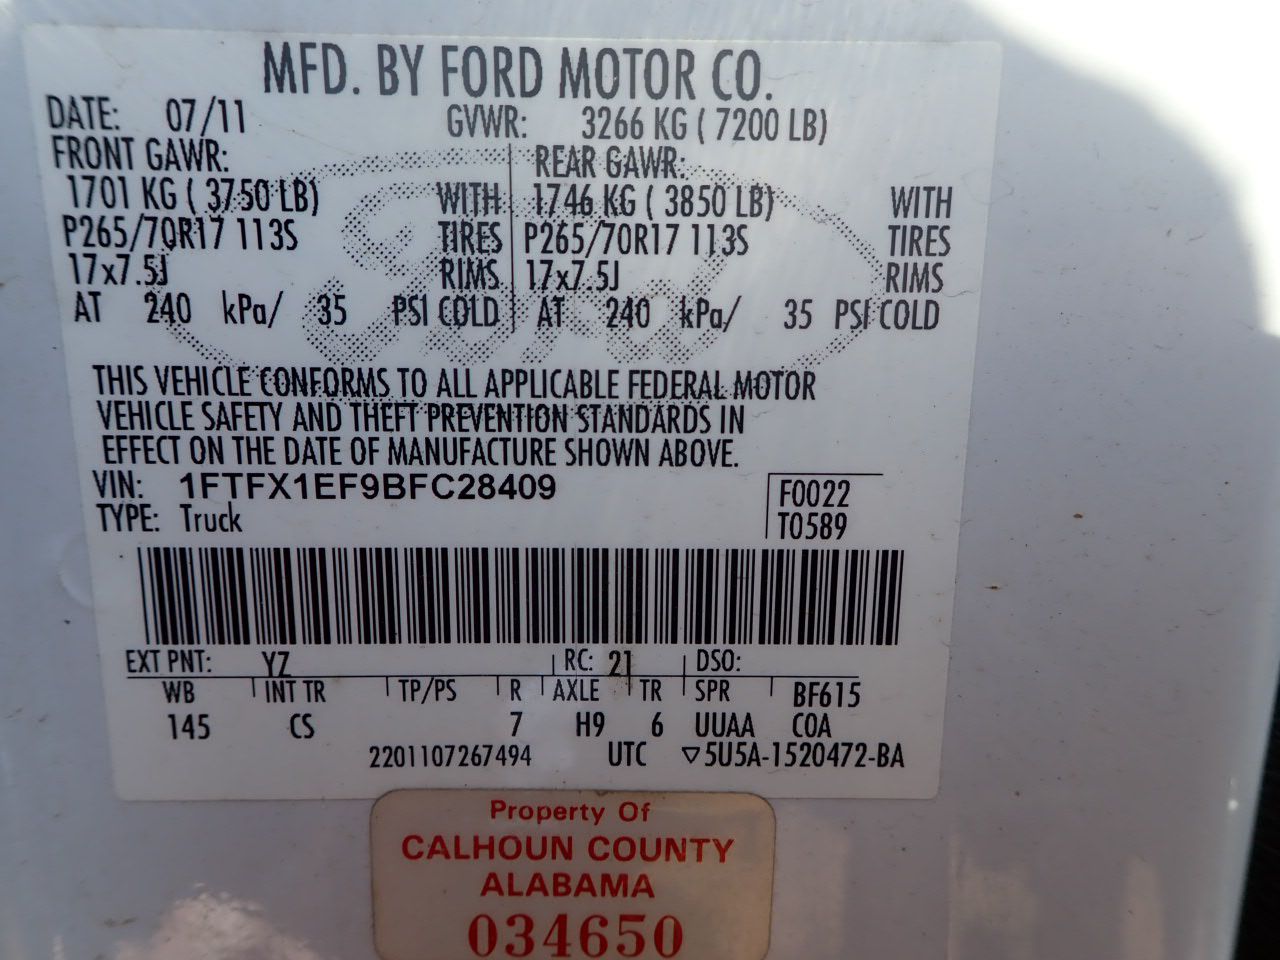 MFD. BY FORD MOTOR CO.
DATE: 07/11 GVWR: 3266 KG ( 7200 LB)
FRONT GAWR: REAR GAWR:
1701 KG ( 3750 LB) WITH 1746 KG ( 3850 LB) WITH
P265/70R17 113S TIRES P265/70R17 113S TIRES
17x7.5J RIMS 17x7.5J RIMS
AT 240 kPa/ 35 PSI COLD AT 240 kPa/ 35 PSI COLD
Ford
THIS VEHICLE CONFORMS TO ALL APPLICABLE FEDERAL MOTOR
VEHICLE SAFETY AND THEFT PREVENTION STANDARDS IN
EFFECT ON THE DATE OF MANUFACTURE SHOWN ABOVE.
VIN: 1FTFX1EF9BFC28409 F0022
TYPE: Truck T0589
EXT PNT: YZ RC: 21 DSO:
WB INT TR TP/PS R AXLE TR SPR BF615
145 CS 7 H9 6 UUAA COA
2201107267494 UTC ▽5U5A-1520472-BA
Property Of
CALHOUN COUNTY
ALABAMA
034650